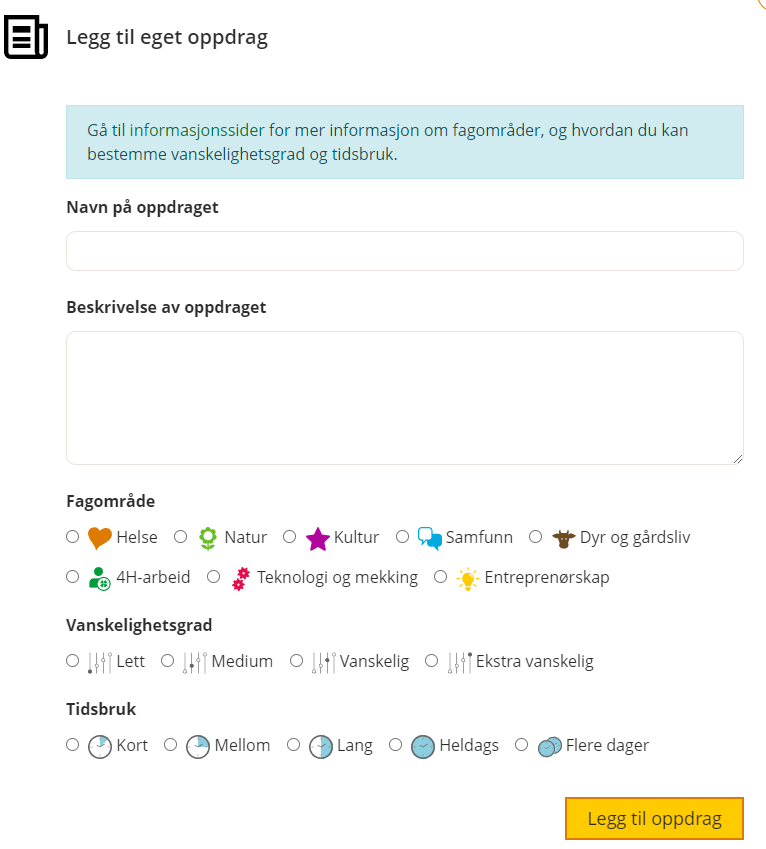 Legg til eget oppdrag
Gå til informasjonssider for mer informasjon om fagområder, og hvordan du kan
bestemme vanskelighetsgrad og tidsbruk.
Navn på oppdraget
Beskrivelse av oppdraget
Fagområde
Helse Natur Kultur Samfunn Dyr og gårdsliv
4H-arbeid Teknologi og mekking Entreprenørskap
Vanskelighetsgrad
Lett Medium Vanskelig Ekstra vanskelig
Tidsbruk
Kort Mellom Lang Heldags Flere dager
Legg til oppdrag